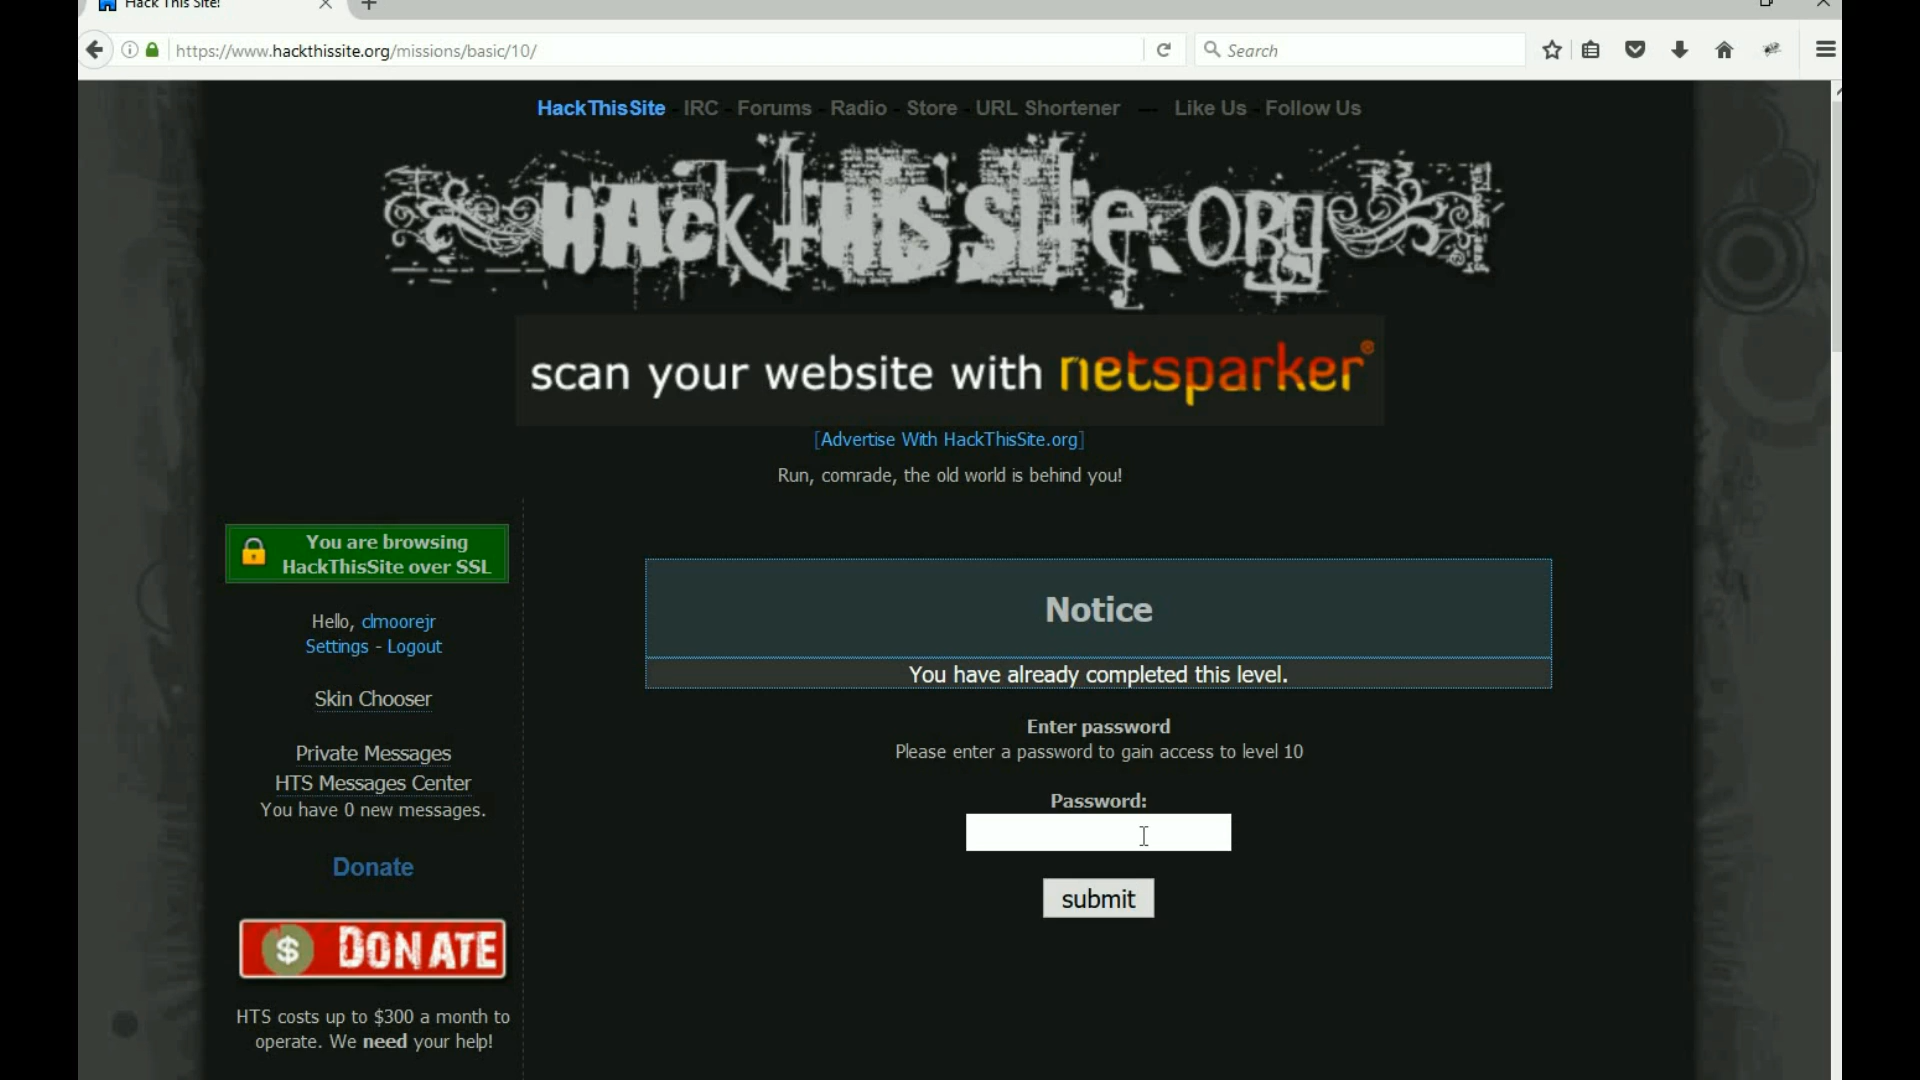 Hack This Site!
https://www.hackthissite.org/missions/basic/10/
Search
HackThisSite - IRC - Forums - Radio - Store - URL Shortener — Like Us - Follow Us
HackThisSite.ORG
scan your website with netsparker®
[Advertise With HackThisSite.org]
Run, comrade, the old world is behind you!
You are browsing
HackThisSite over SSL
Hello, clmoorejr
Settings - Logout
Skin Chooser
Private Messages
HTS Messages Center
You have 0 new messages.
Donate
$ DONATE
HTS costs up to $300 a month to
operate. We need your help!
Notice
You have already completed this level.
Enter password
Please enter a password to gain access to level 10
Password:
submit